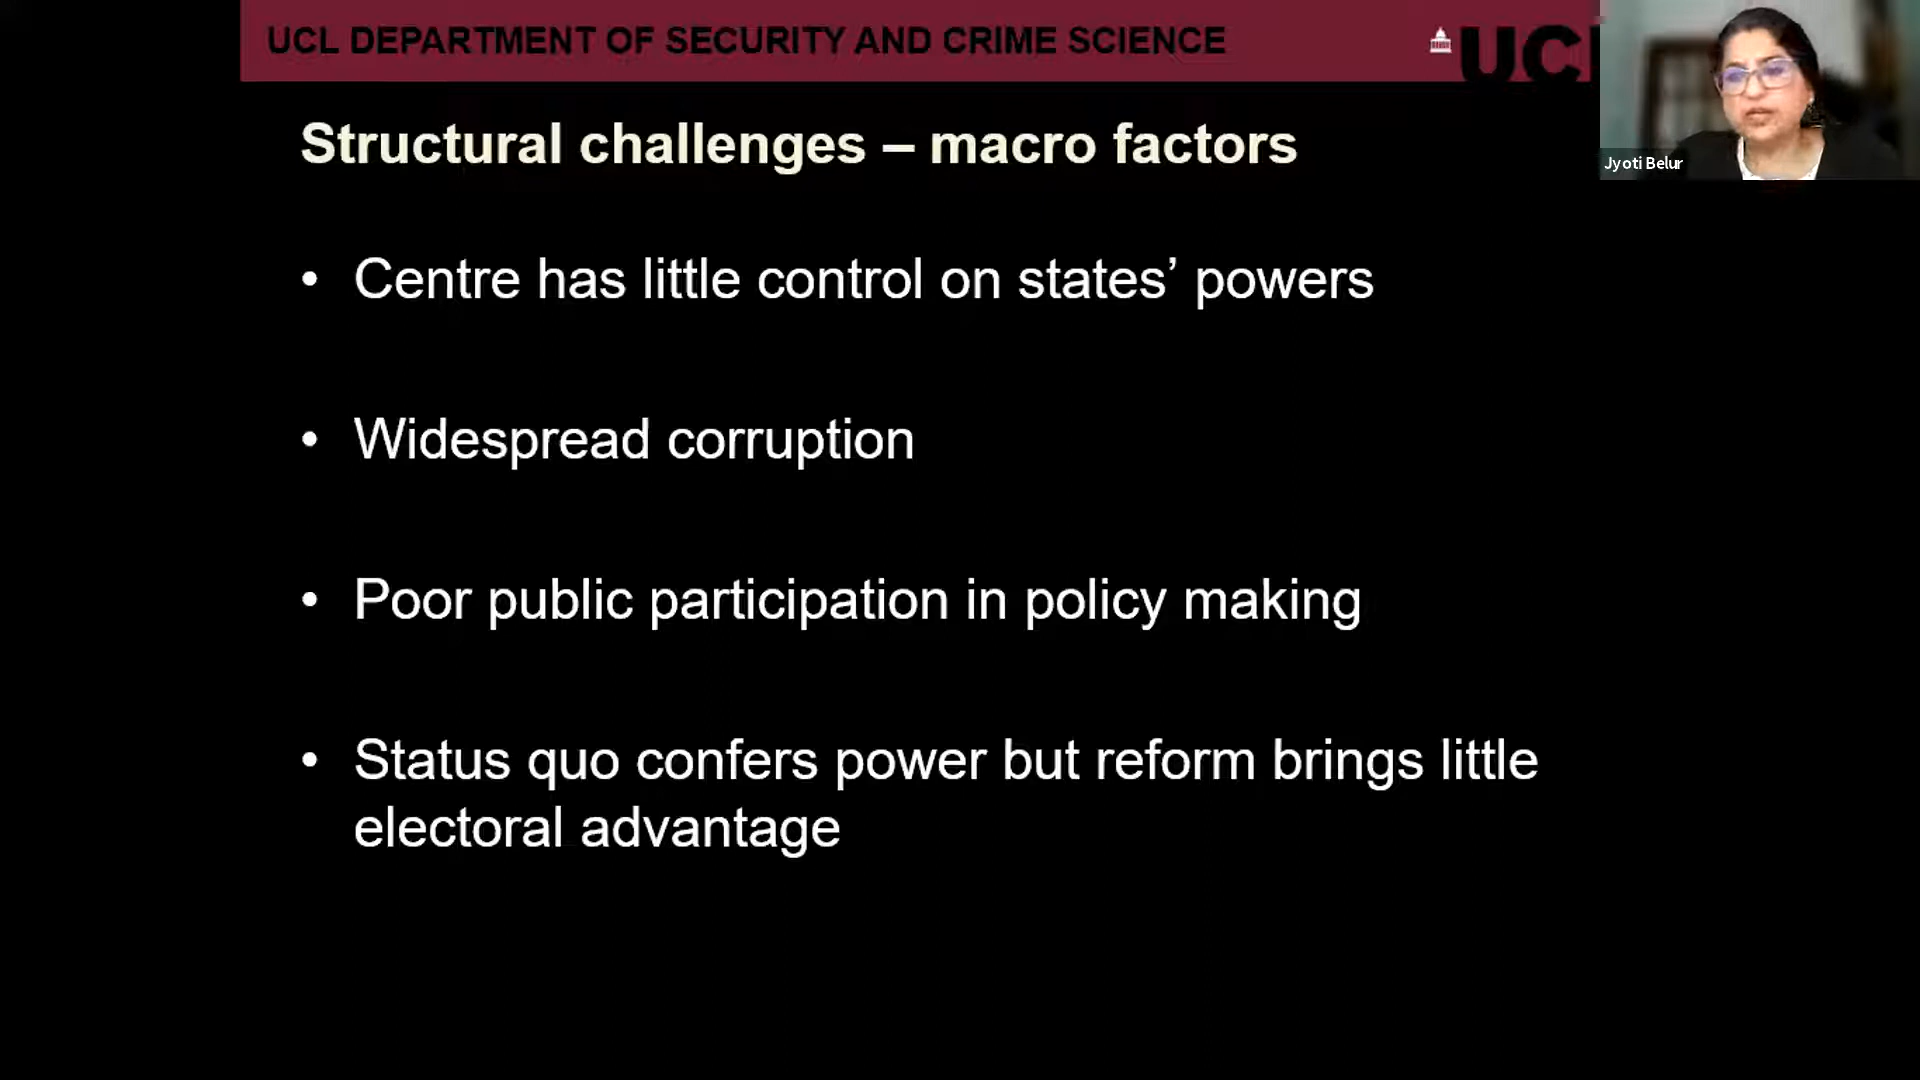 UCL DEPARTMENT OF SECURITY AND CRIME SCIENCE
UCL
Jyoti Belur
Structural challenges – macro factors
• Centre has little control on states’ powers
• Widespread corruption
• Poor public participation in policy making
• Status quo confers power but reform brings little
electoral advantage